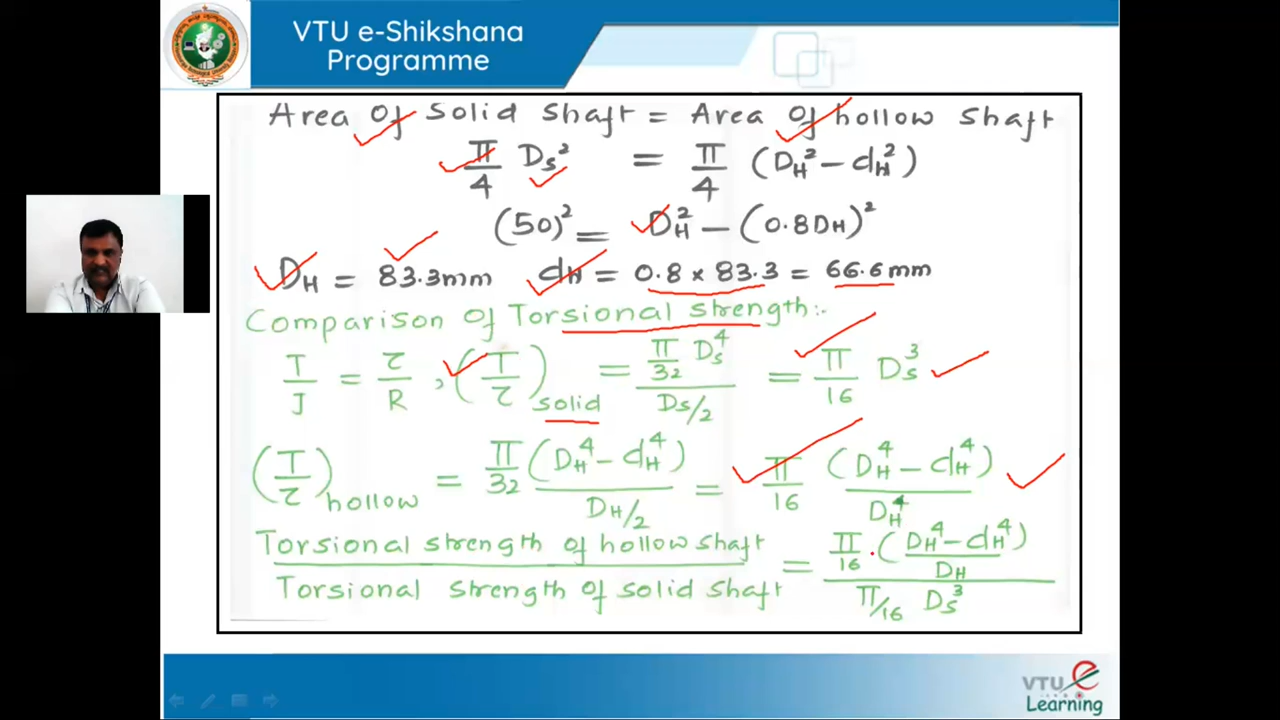 VTU e-Shikshana
Programme
Area of Solid Shaft = Area of hollow Shaft
π/4 Ds² = π/4 (DH² – dH²)
(50)² = DH² – (0.8DH)²
DH = 83.3mm dH = 0.8 × 83.3 = 66.6mm
Comparison of Torsional strength:-
T/J = τ/R , (T/τ)solid = (π/32 Ds⁴)/(Ds/2) = π/16 Ds³
(T/τ)hollow = π/32 (DH⁴ – dH⁴)/(DH/2) = π/16 (DH⁴ – dH⁴)/DH⁴
Torsional strength of hollow shaft / Torsional strength of solid shaft = (π/16 · (DH⁴ – dH⁴)/DH) / (π/16 Ds³)
VTU e
Learning